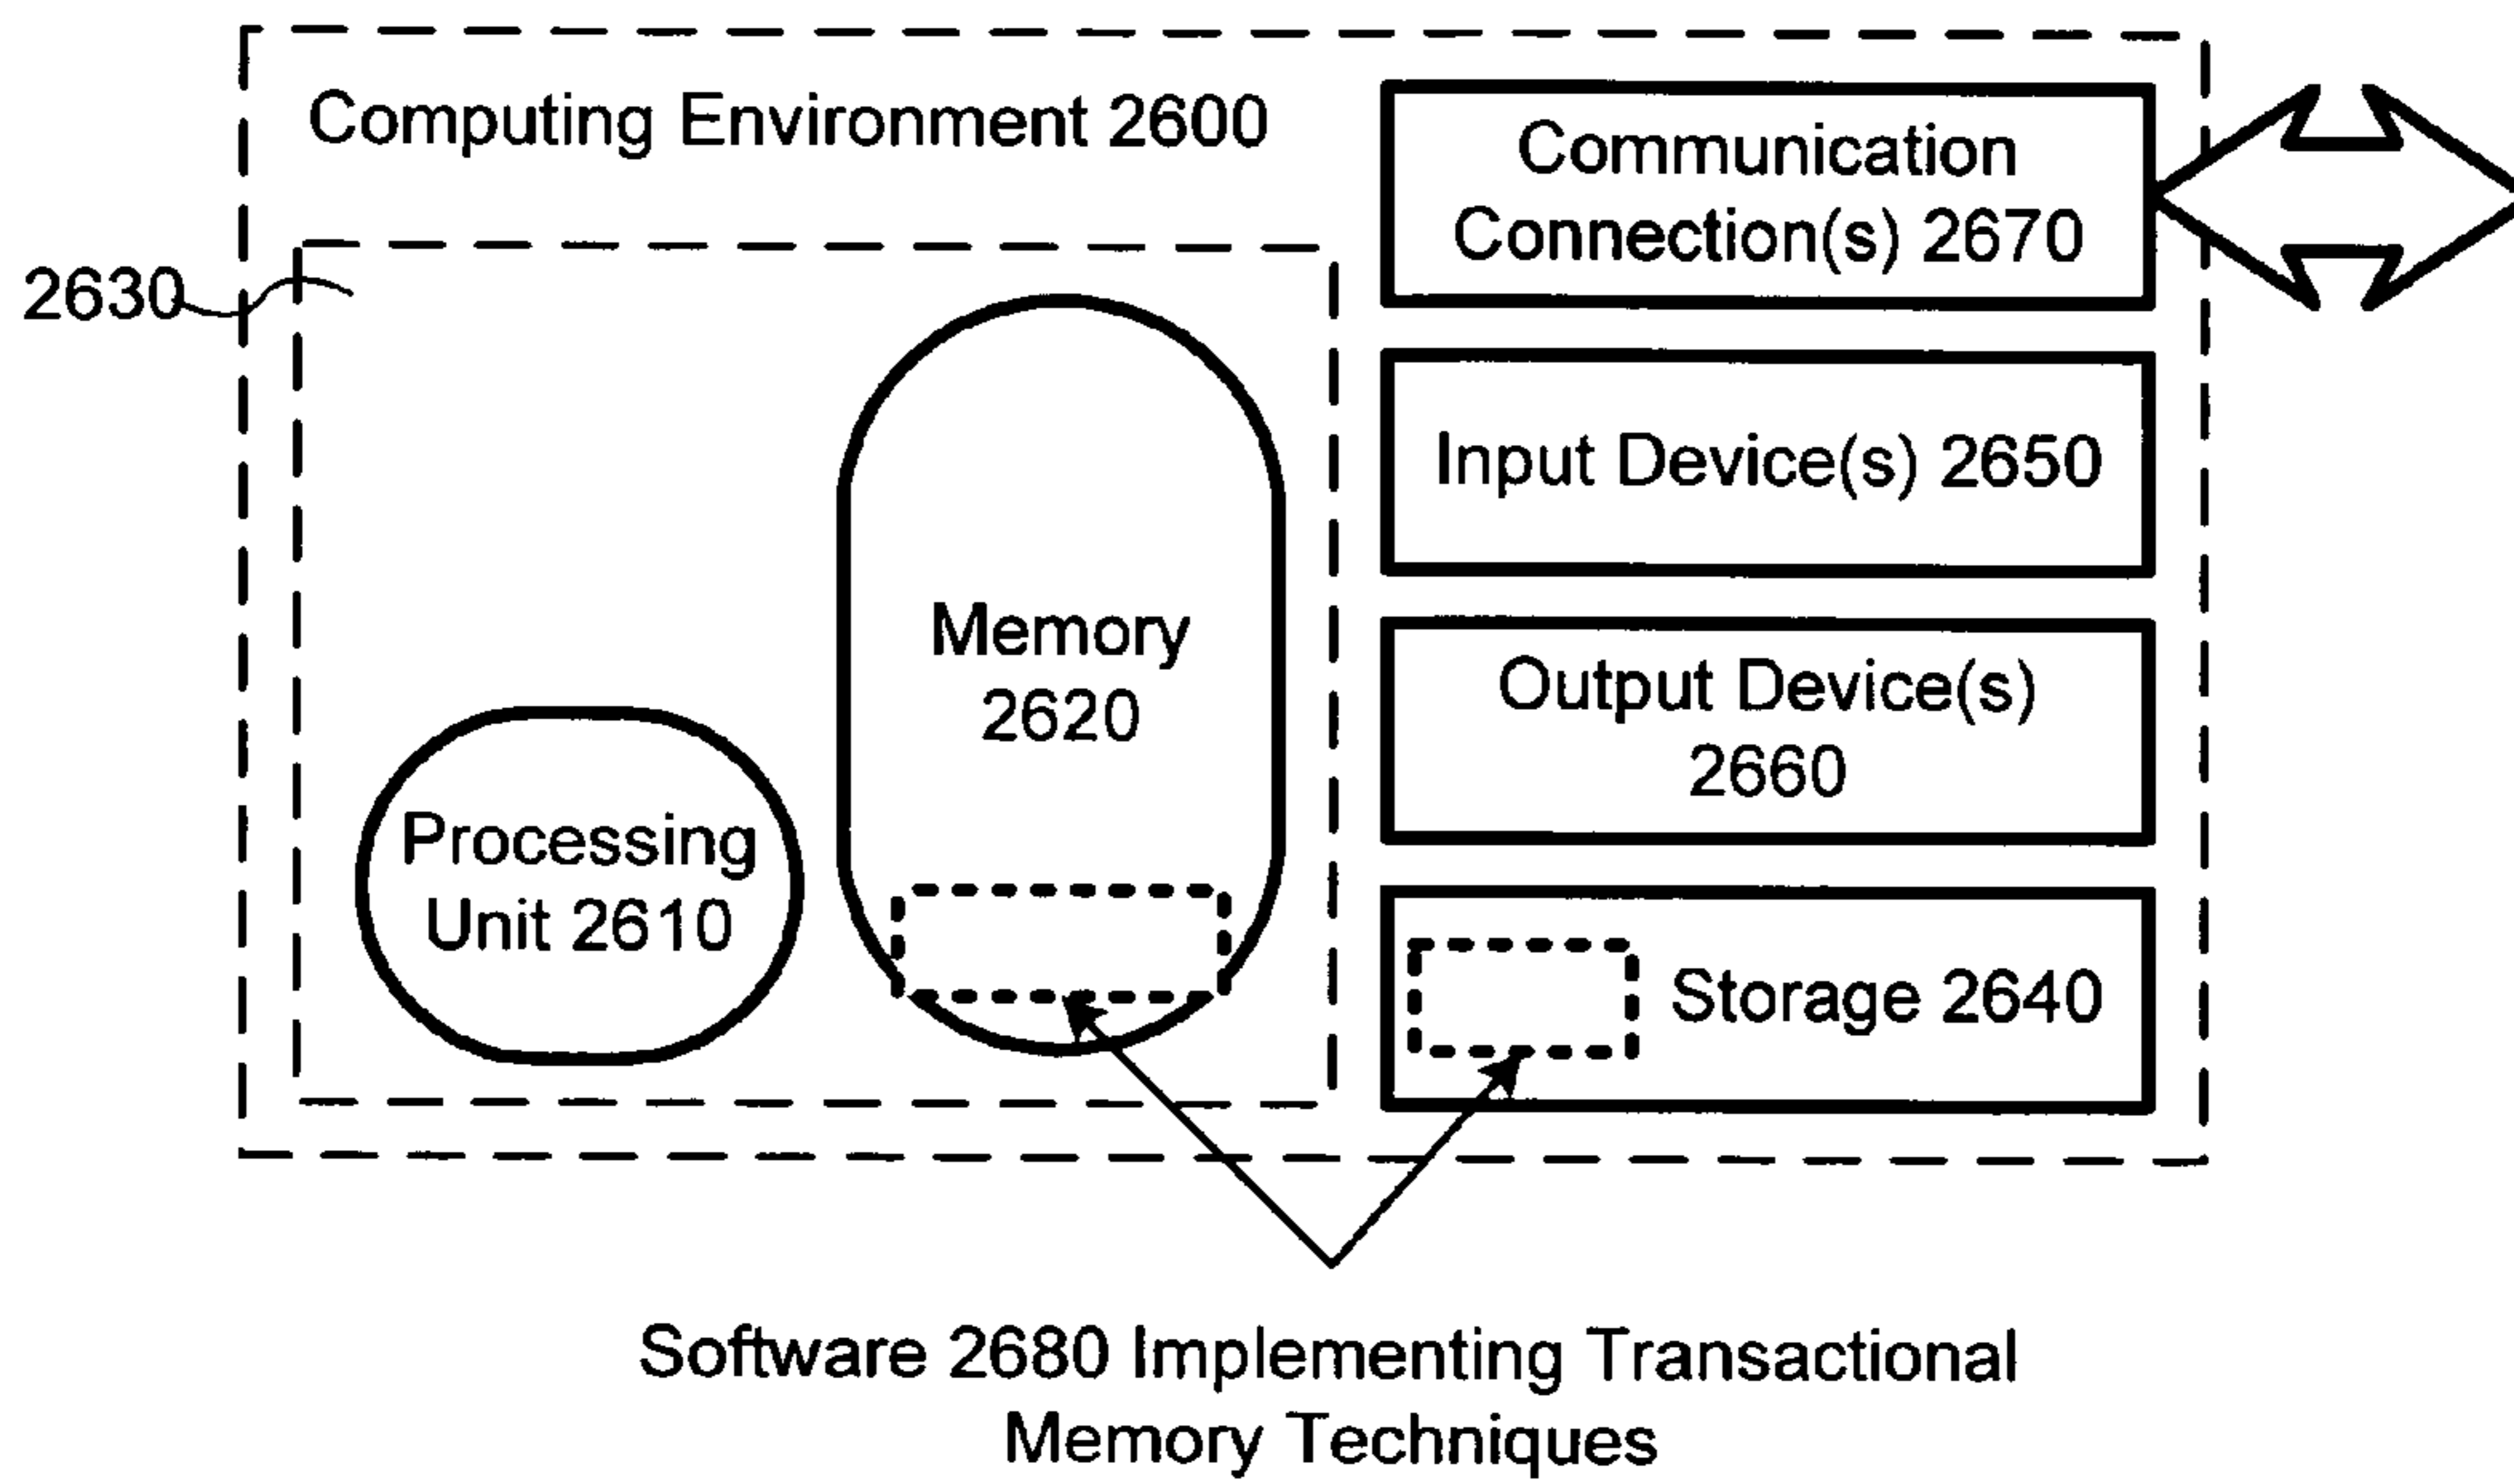 Computing Environment 2600
Communication
Connection(s) 2670
2630
Input Device(s) 2650
Memory
2620
Output Device(s)
2660
Processing
Unit 2610
Storage 2640
Software 2680 Implementing Transactional
Memory Techniques